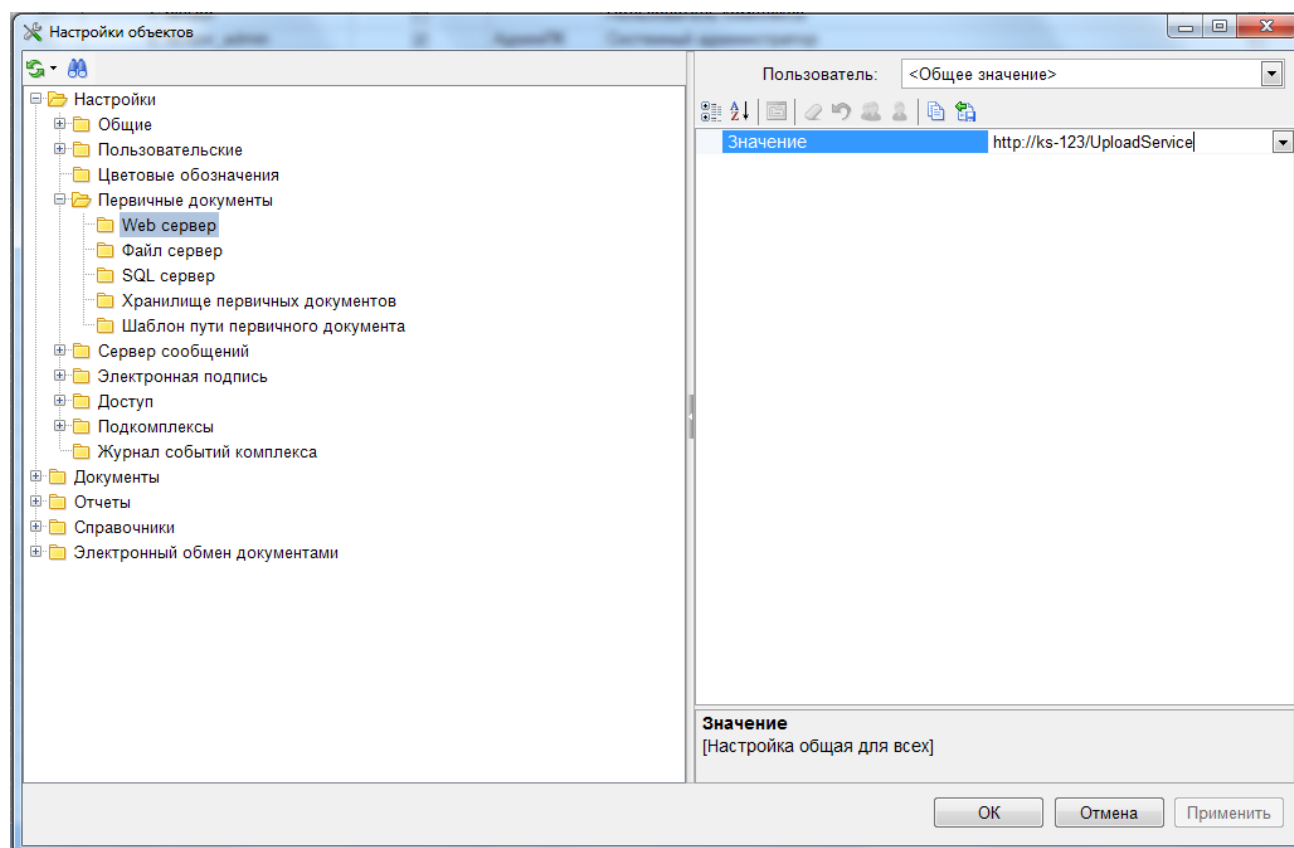 Настройки объектов
Пользователь: <Общее значение>
Настройки
Общие
Пользовательские
Цветовые обозначения
Первичные документы
Web сервер
Файл сервер
SQL сервер
Хранилище первичных документов
Шаблон пути первичного документа
Сервер сообщений
Электронная подпись
Доступ
Подкомплексы
Журнал событий комплекса
Документы
Отчеты
Справочники
Электронный обмен документами
Значение http://ks-123/UploadService
Значение
[Настройка общая для всех]
ОК Отмена Применить